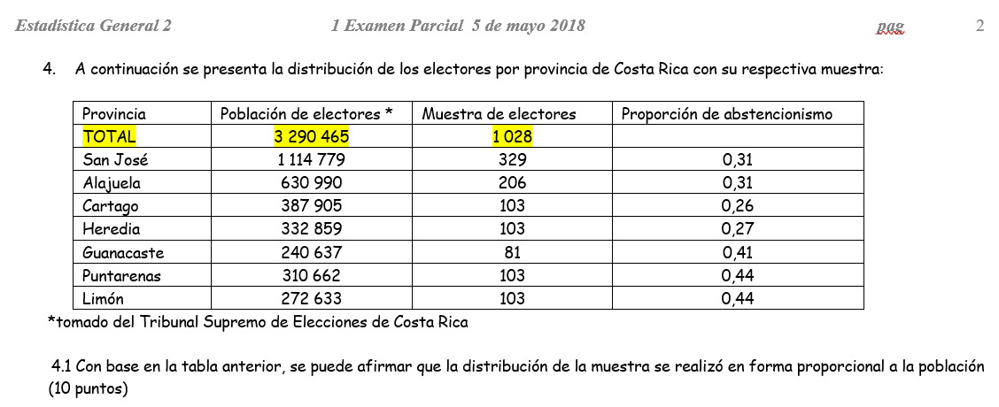 Estadística General 2 1 Examen Parcial 5 de mayo 2018 pag 2
4. A continuación se presenta la distribución de los electores por provincia de Costa Rica con su respectiva muestra:
Provincia Población de electores * Muestra de electores Proporción de abstencionismo
TOTAL 3 290 465 1 028
San José 1 114 779 329 0,31
Alajuela 630 990 206 0,31
Cartago 387 905 103 0,26
Heredia 332 859 103 0,27
Guanacaste 240 637 81 0,41
Puntarenas 310 662 103 0,44
Limón 272 633 103 0,44
*tomado del Tribunal Supremo de Elecciones de Costa Rica
4.1 Con base en la tabla anterior, se puede afirmar que la distribución de la muestra se realizó en forma proporcional a la población
(10 puntos)